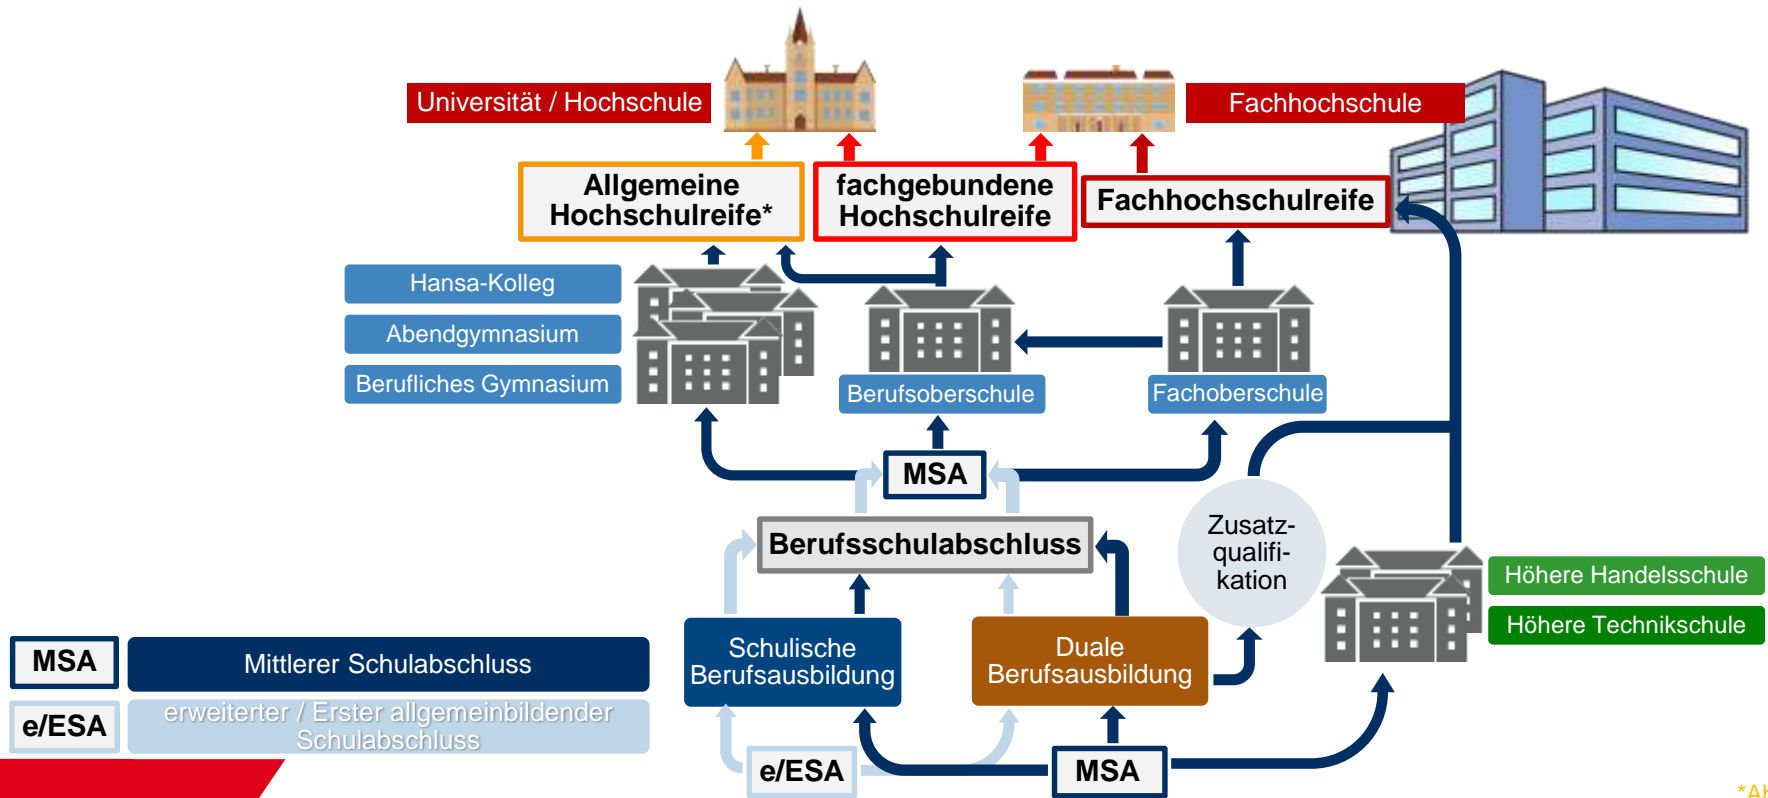 Universität / Hochschule
Fachhochschule
Allgemeine
Hochschulreife*
fachgebundene
Hochschulreife
Fachhochschulreife
Hansa-Kolleg
Abendgymnasium
Berufliches Gymnasium
Berufsoberschule
Fachoberschule
MSA
Berufsschulabschluss
Zusatz-
qualifi-
kation
Höhere Handelsschule
Höhere Technikschule
Schulische
Berufsausbildung
Duale
Berufsausbildung
MSA
Mittlerer Schulabschluss
e/ESA
erweiterter / Erster allgemeinbildender
Schulabschluss
e/ESA
MSA